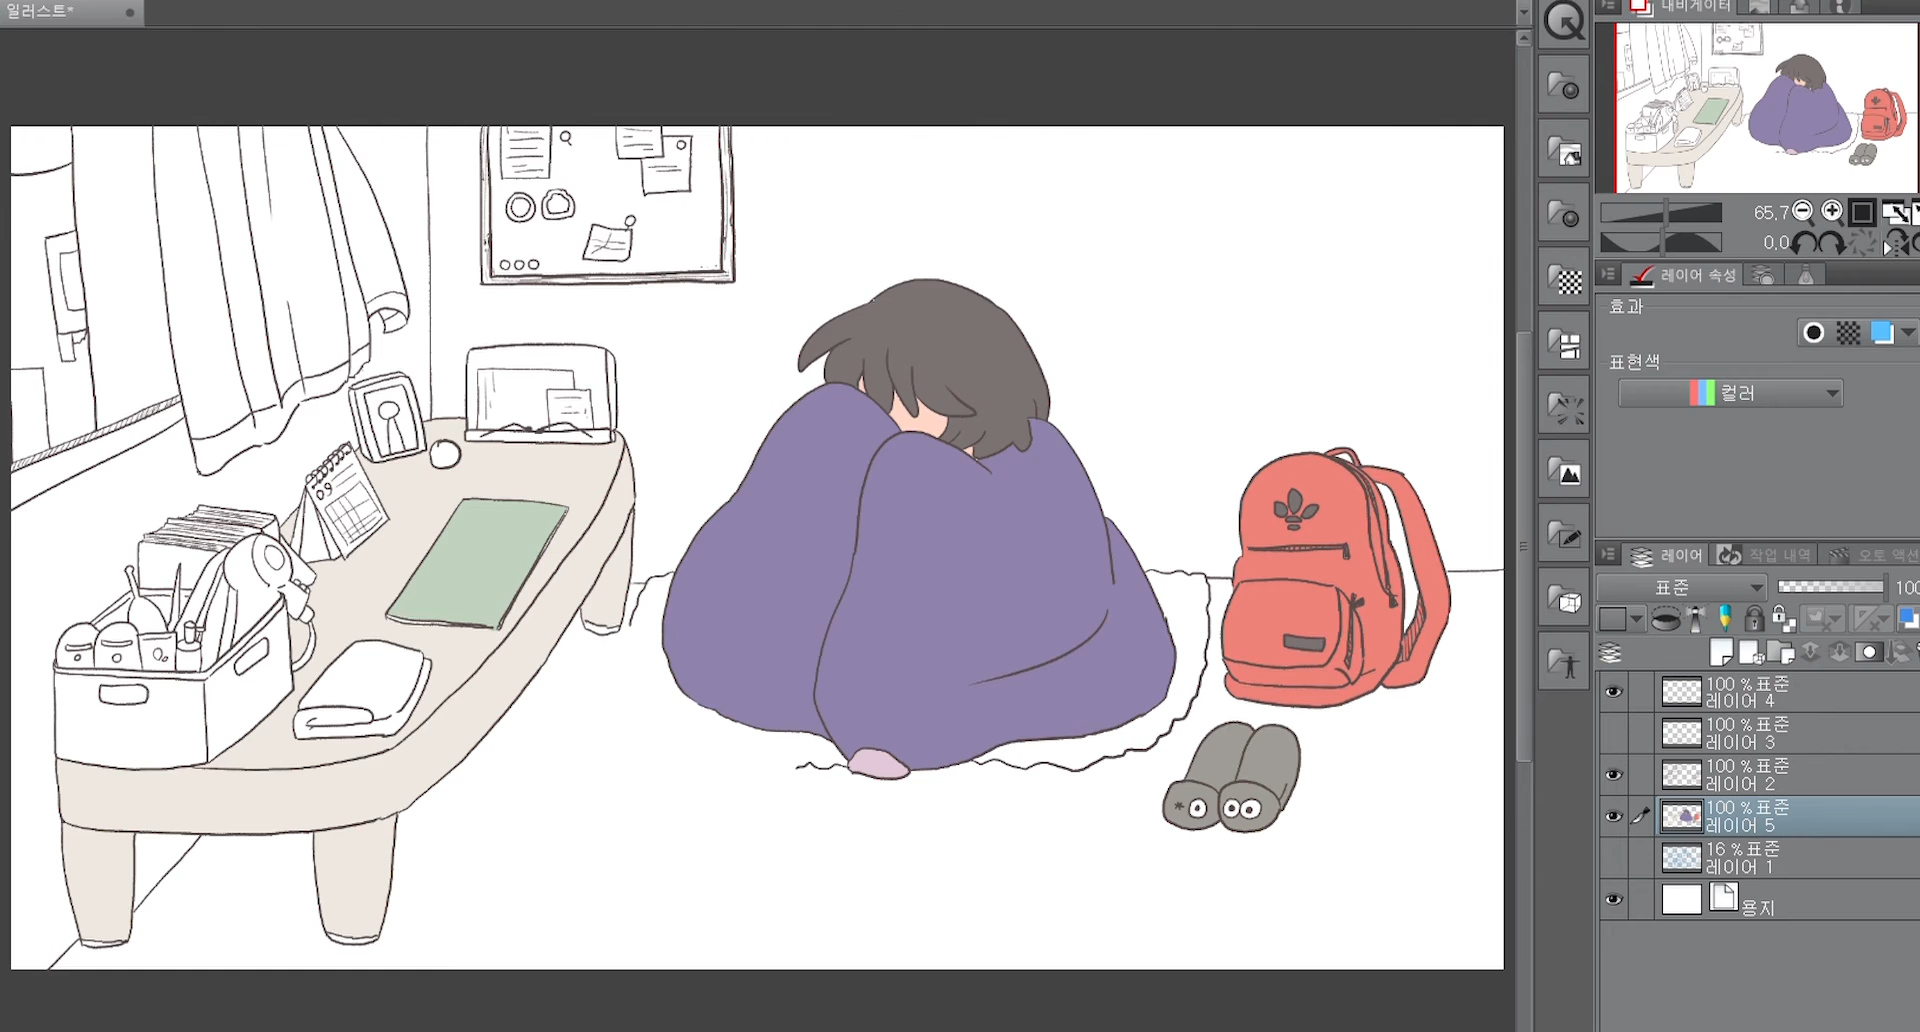 일러스트*
내비게이터
65.7
0.0
레이어 속성
효과
표현색
컬러
레이어
작업 내역
오토 액션
표준
100
100 %표준
레이어 4
100 %표준
레이어 3
100 %표준
레이어 2
100 %표준
레이어 5
16 %표준
레이어 1
용지
09